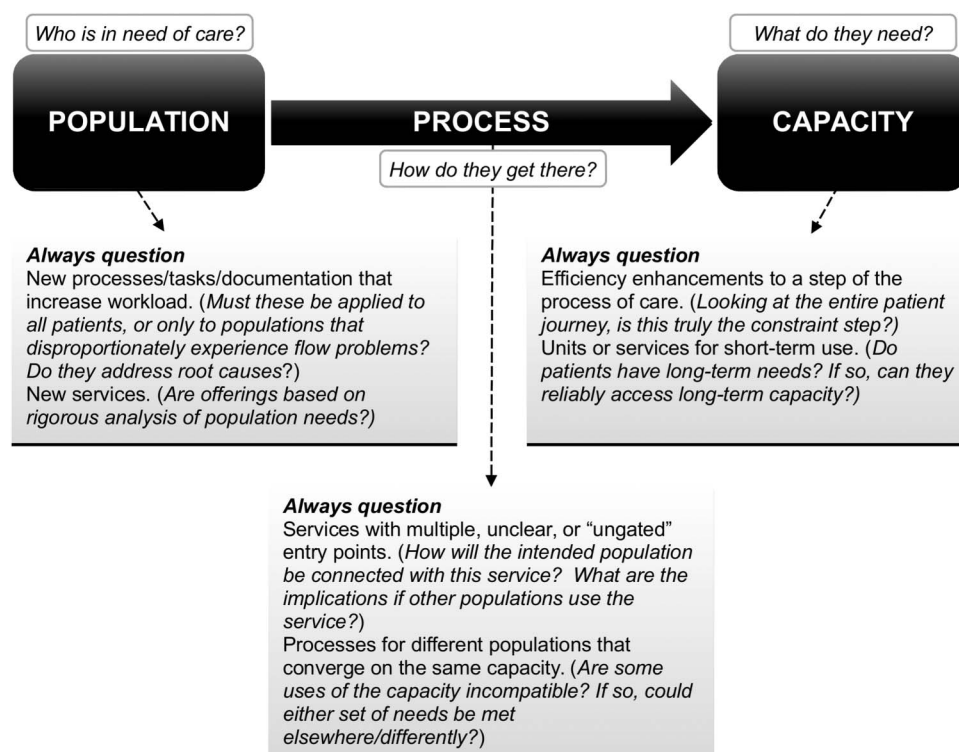 Who is in need of care?
What do they need?
POPULATION
PROCESS
CAPACITY
How do they get there?
Always question
New processes/tasks/documentation that
increase workload. (Must these be applied to
all patients, or only to populations that
disproportionately experience flow problems?
Do they address root causes?)
New services. (Are offerings based on
rigorous analysis of population needs?)
Always question
Efficiency enhancements to a step of the
process of care. (Looking at the entire patient
journey, is this truly the constraint step?)
Units or services for short-term use. (Do
patients have long-term needs? If so, can they
reliably access long-term capacity?)
Always question
Services with multiple, unclear, or “ungated”
entry points. (How will the intended population
be connected with this service?  What are the
implications if other populations use the
service?)
Processes for different populations that
converge on the same capacity. (Are some
uses of the capacity incompatible? If so, could
either set of needs be met
elsewhere/differently?)